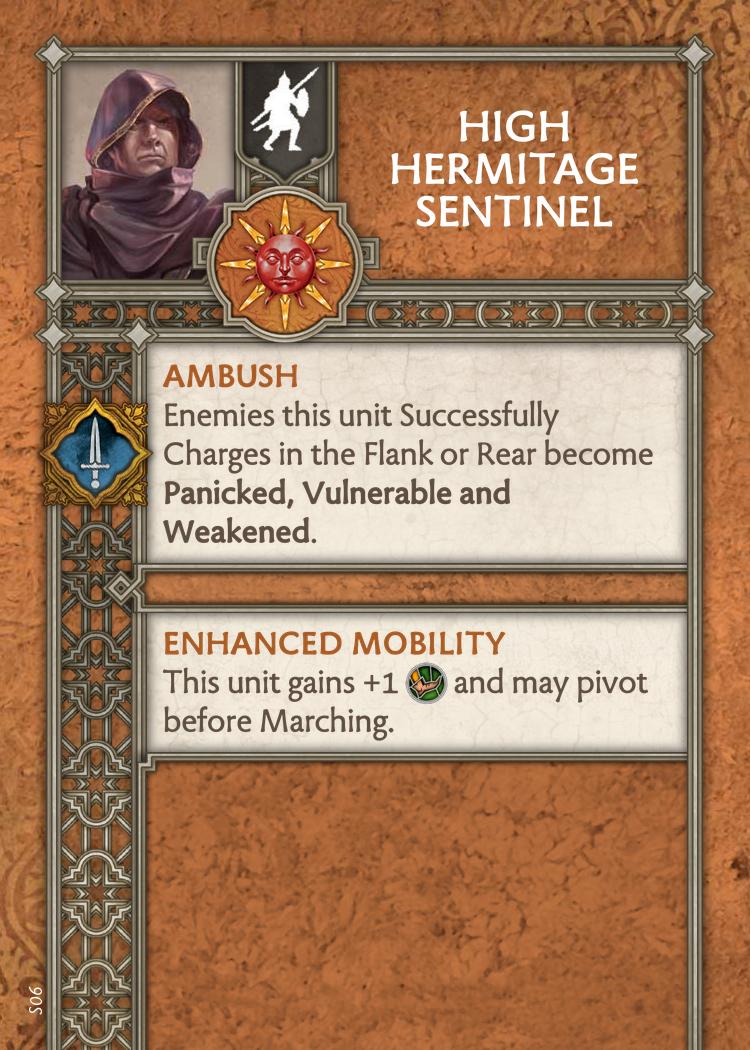 HIGH
HERMITAGE
SENTINEL
AMBUSH
Enemies this unit Successfully
Charges in the Flank or Rear become
Panicked, Vulnerable and
Weakened.
ENHANCED MOBILITY
This unit gains +1 and may pivot
before Marching.
S06